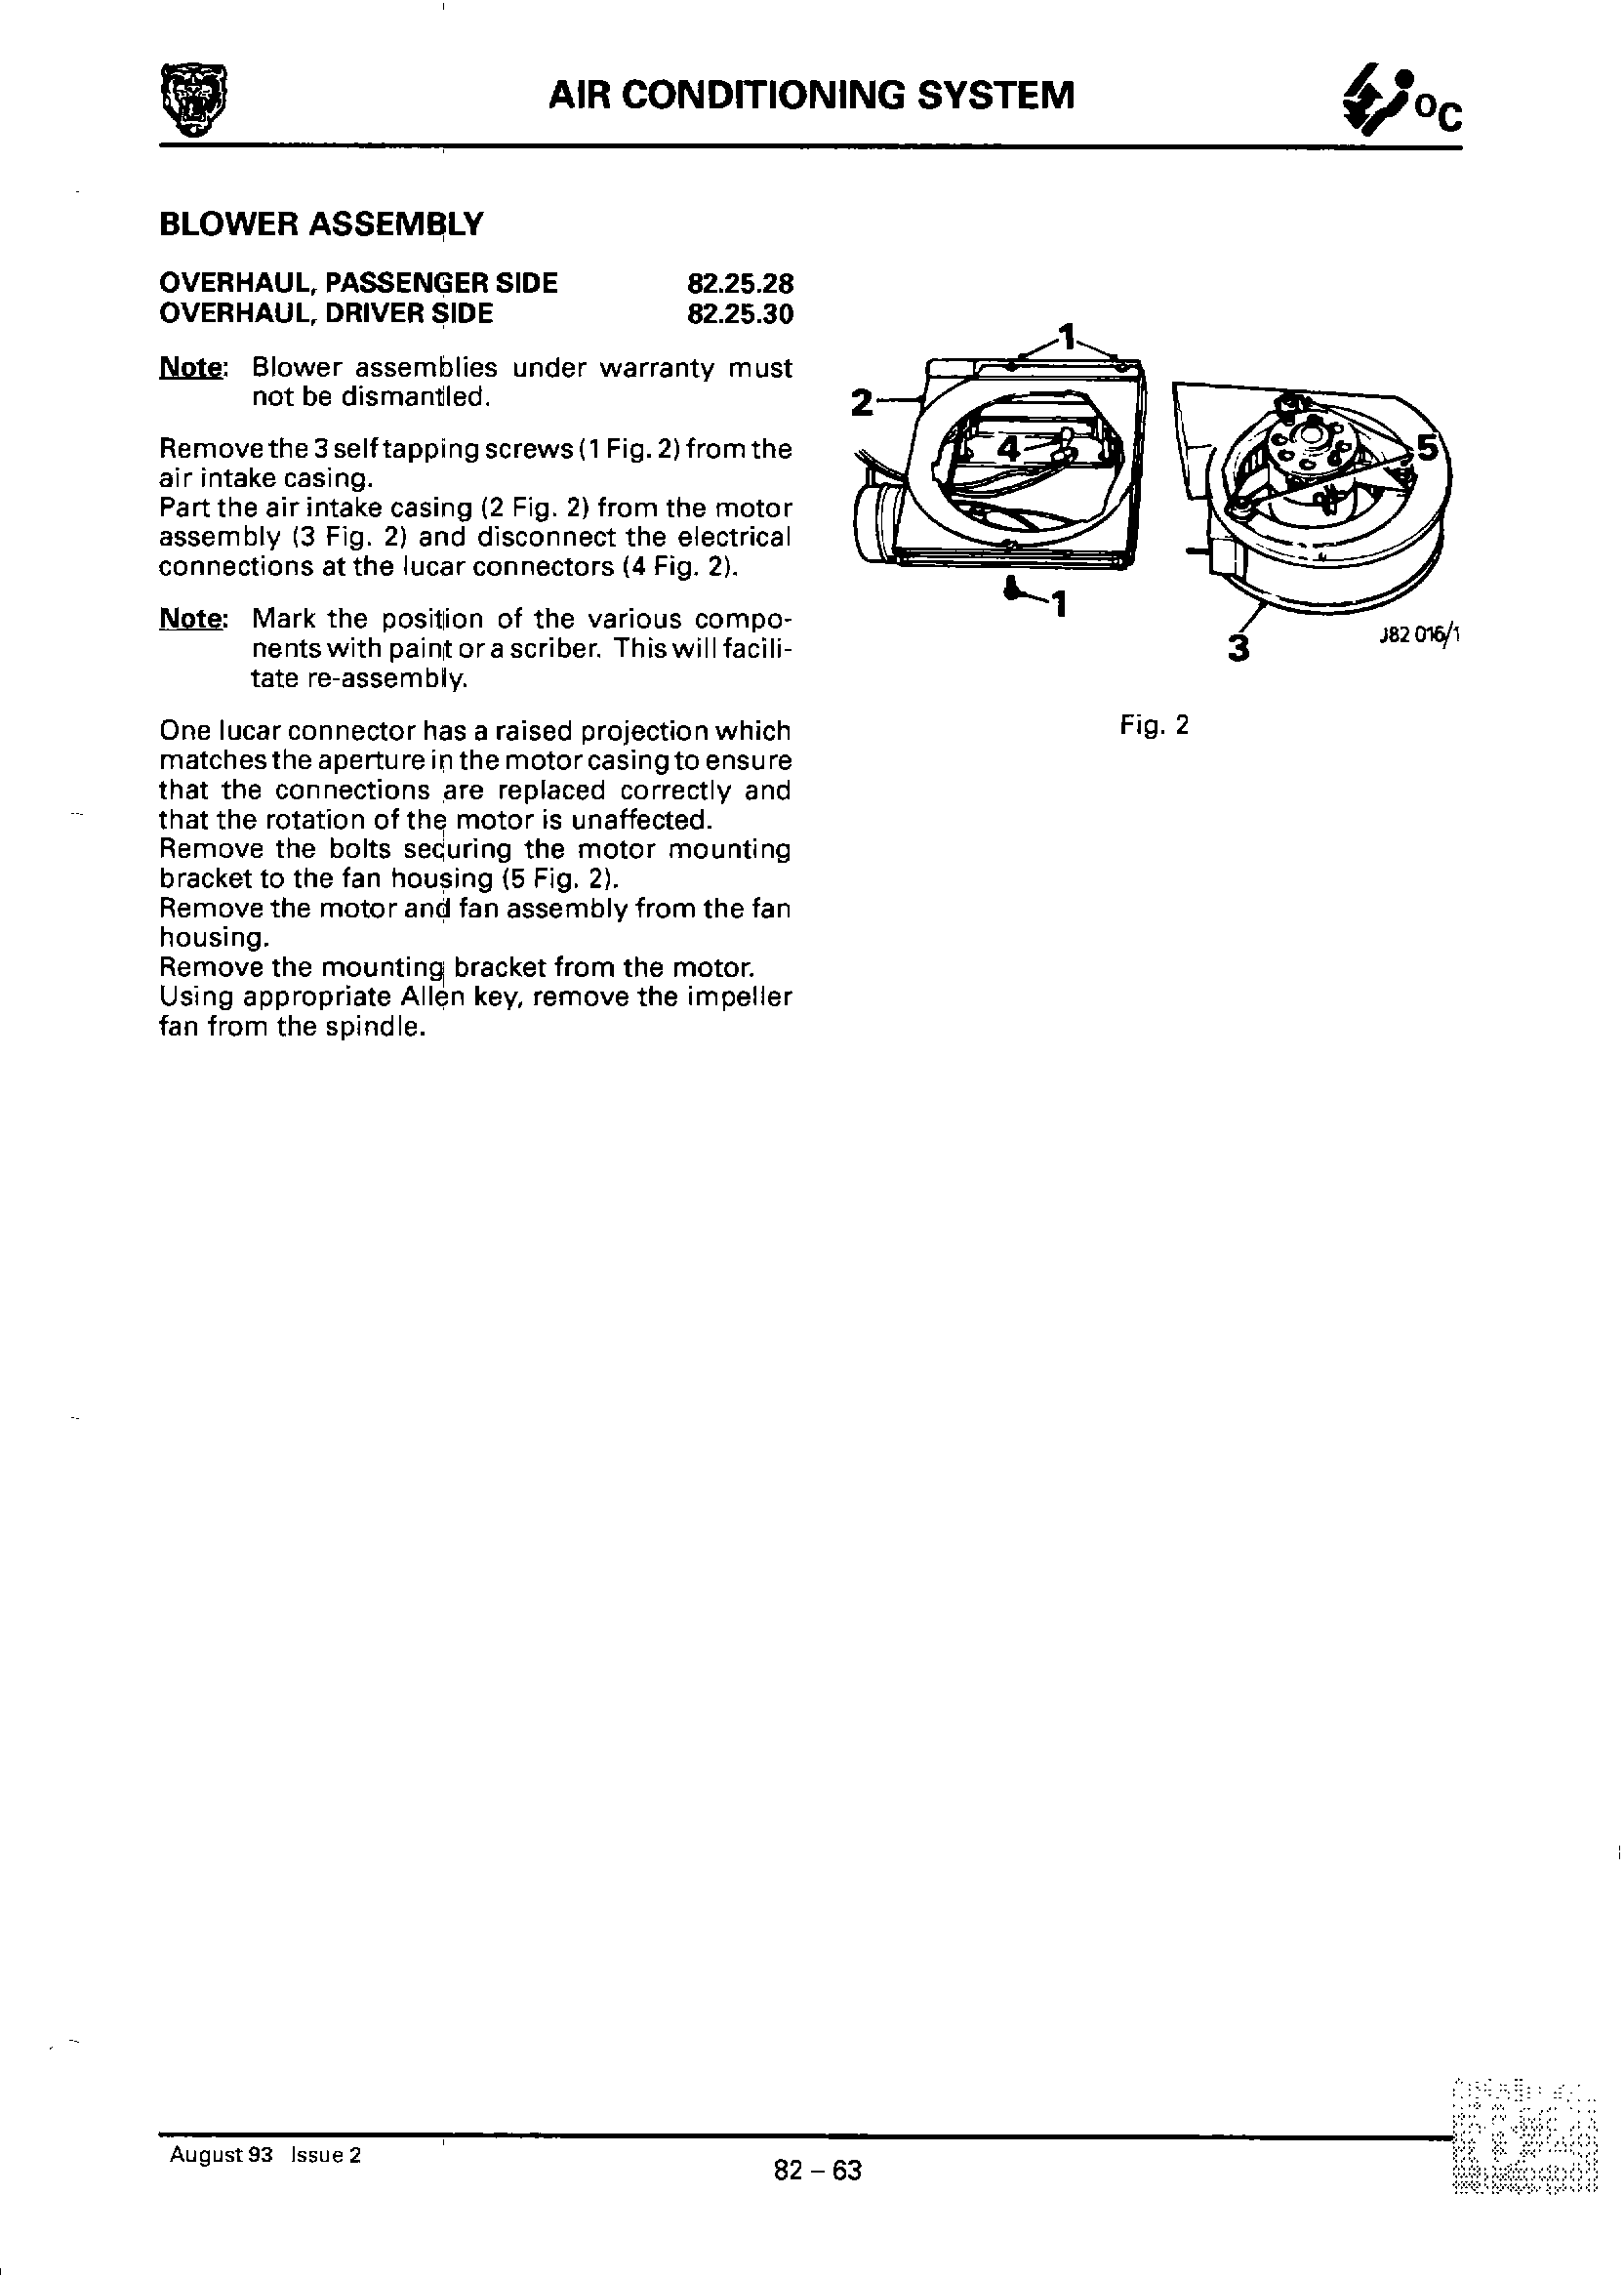 AIR CONDITIONING SYSTEM
°C
BLOWER ASSEMBLY
OVERHAUL, PASSENGER SIDE 82.25.28
OVERHAUL, DRIVER SIDE 82.25.30
Note: Blower assemblies under warranty must
not be dismantled.
Remove the 3 self tapping screws (1 Fig. 2) from the
air intake casing.
Part the air intake casing (2 Fig. 2) from the motor
assembly (3 Fig. 2) and disconnect the electrical
connections at the lucar connectors (4 Fig. 2).
Note: Mark the position of the various compo-
nents with paint or a scriber. This will facili-
tate re-assembly.
One lucar connector has a raised projection which
matches the aperture in the motor casing to ensure
that the connections are replaced correctly and
that the rotation of the motor is unaffected.
Remove the bolts securing the motor mounting
bracket to the fan housing (5 Fig. 2).
Remove the motor and fan assembly from the fan
housing.
Remove the mounting bracket from the motor.
Using appropriate Allen key, remove the impeller
fan from the spindle.
1
2
4
5
1
3
J82 016/1
Fig. 2
August 93 Issue 2
82 – 63